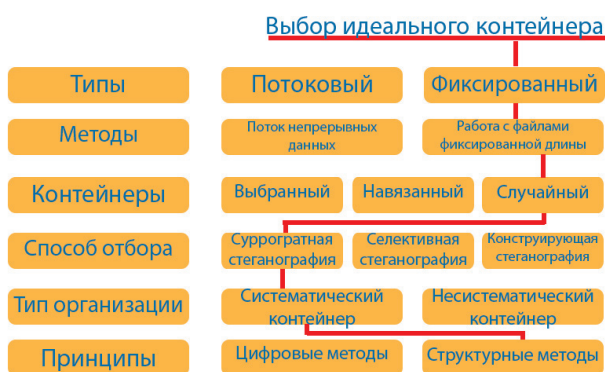 Выбор идеального контейнера
Типы
Потоковый
Фиксированный
Методы
Поток непрерывных
данных
Работа с файлами
фиксированной длины
Контейнеры
Выбранный
Навязанный
Случайный
Способ отбора
Суррогратная
стеганография
Селективная
стеганография
Конструирующая
стеганография
Тип организации
Систематический
контейнер
Несистематический
контейнер
Принципы
Цифровые методы
Структурные методы